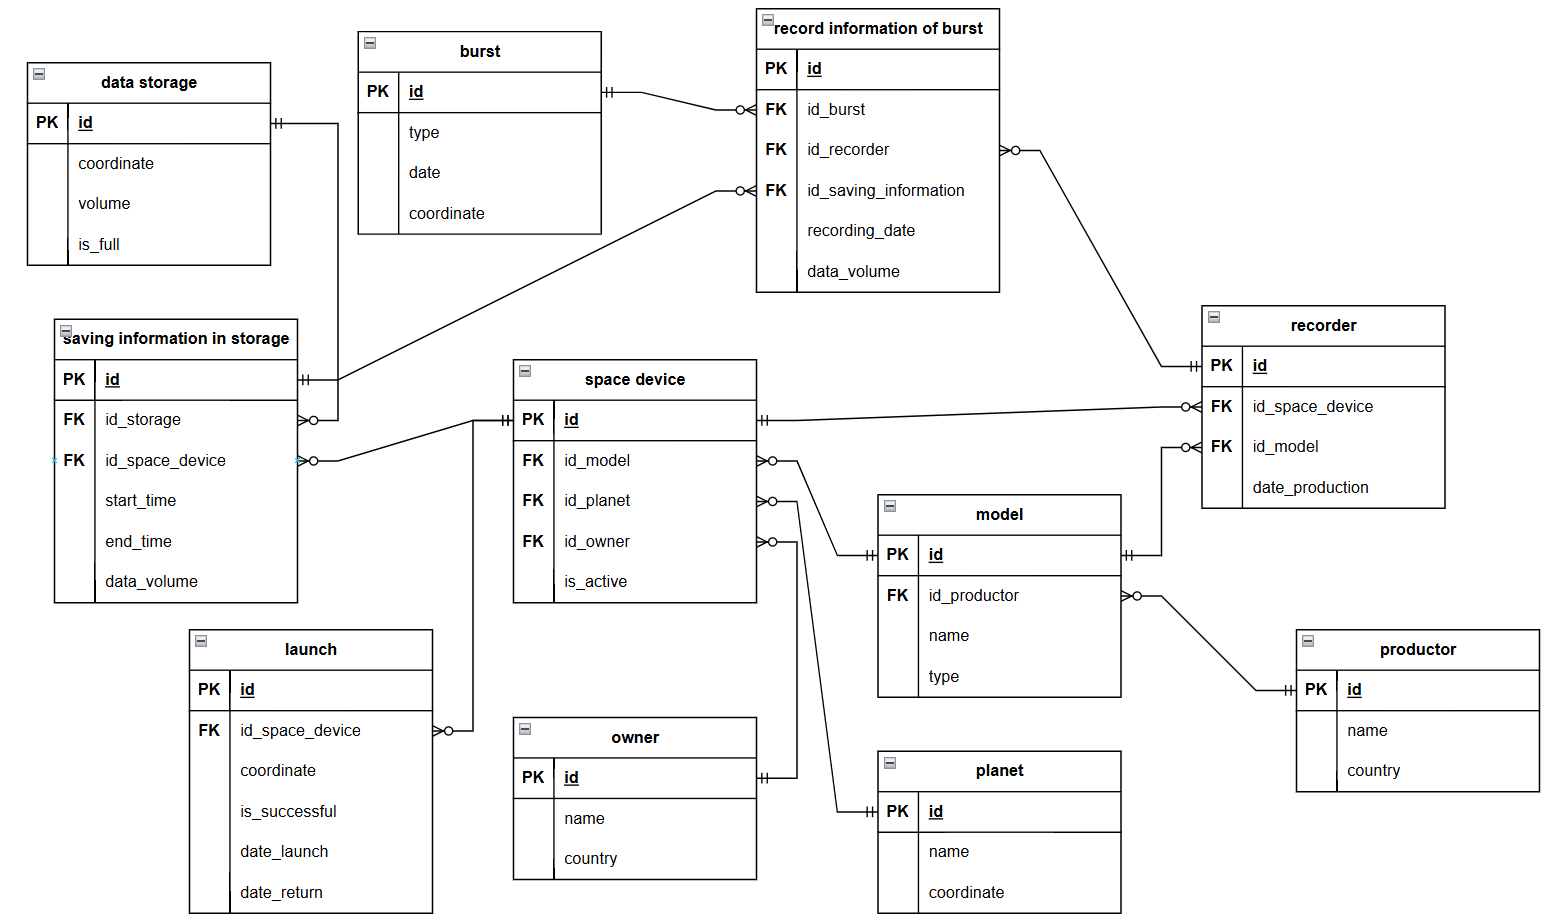 data storage
PK id
coordinate
volume
is_full
burst
PK id
type
date
coordinate
record information of burst
PK id
FK id_burst
FK id_recorder
FK id_saving_information
recording_date
data_volume
saving information in storage
PK id
FK id_storage
FK id_space_device
start_time
end_time
data_volume
space device
PK id
FK id_model
FK id_planet
FK id_owner
is_active
recorder
PK id
FK id_space_device
FK id_model
date_production
model
PK id
FK id_productor
name
type
launch
PK id
FK id_space_device
coordinate
is_successful
date_launch
date_return
owner
PK id
name
country
planet
PK id
name
coordinate
productor
PK id
name
country